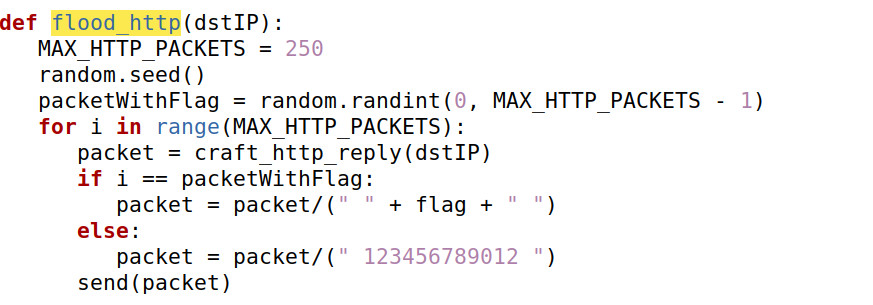 def flood_http(dstIP):
   MAX_HTTP_PACKETS = 250
   random.seed()
   packetWithFlag = random.randint(0, MAX_HTTP_PACKETS - 1)
   for i in range(MAX_HTTP_PACKETS):
      packet = craft_http_reply(dstIP)
      if i == packetWithFlag:
         packet = packet/(" " + flag + " ")
      else:
         packet = packet/(" 123456789012 ")
      send(packet)